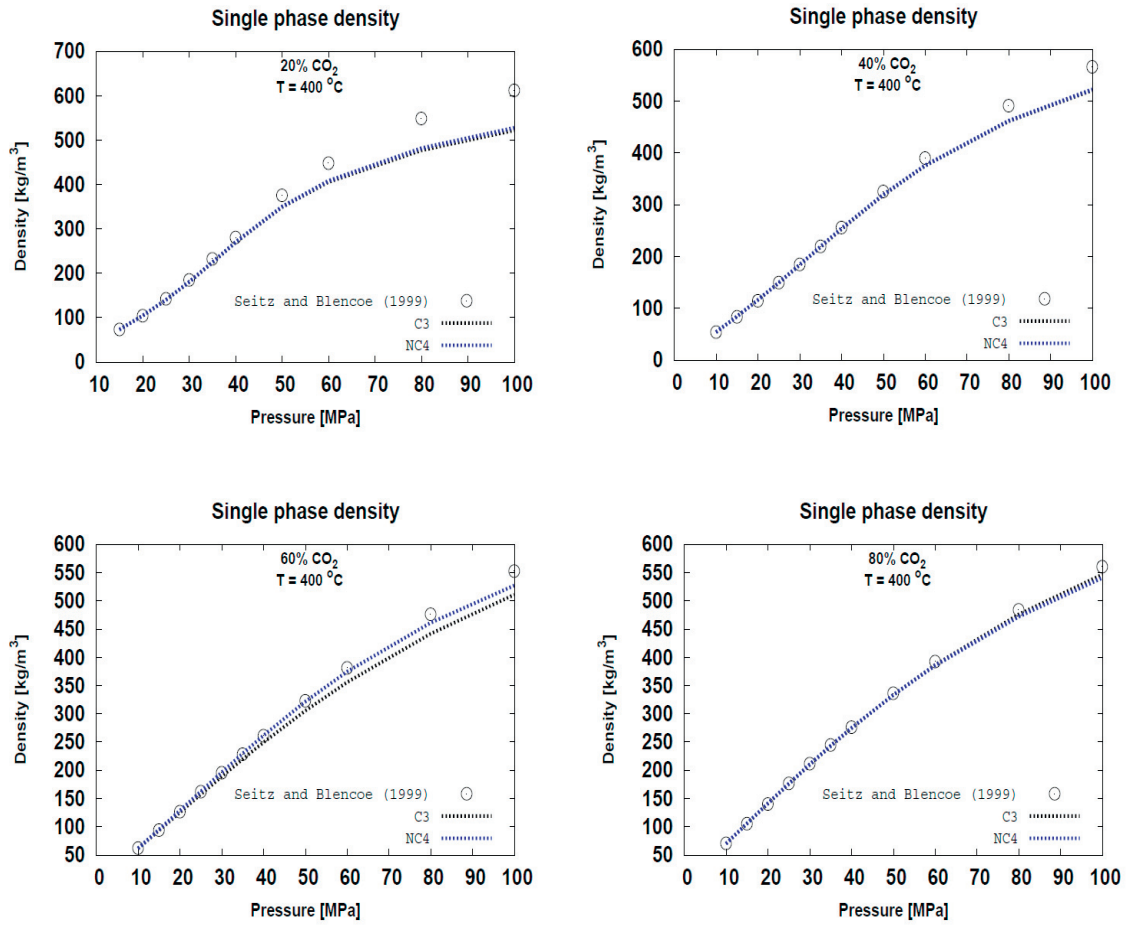 Single phase density
20% CO2
T = 400 °C
Density [kg/m3]
700
600
500
400
300
200
100
0
Seitz and Blencoe (1999)
C3
NC4
10 20 30 40 50 60 70 80 90 100
Pressure [MPa]
Single phase density
40% CO2
T = 400 °C
Density [kg/m3]
600
500
400
300
200
100
0
Seitz and Blencoe (1999)
C3
NC4
0 10 20 30 40 50 60 70 80 90 100
Pressure [MPa]
Single phase density
60% CO2
T = 400 °C
Density [kg/m3]
600
550
500
450
400
350
300
250
200
150
100
50
Seitz and Blencoe (1999)
C3
NC4
0 10 20 30 40 50 60 70 80 90 100
Pressure [MPa]
Single phase density
80% CO2
T = 400 °C
Density [kg/m3]
600
550
500
450
400
350
300
250
200
150
100
50
Seitz and Blencoe (1999)
C3
NC4
0 10 20 30 40 50 60 70 80 90 100
Pressure [MPa]